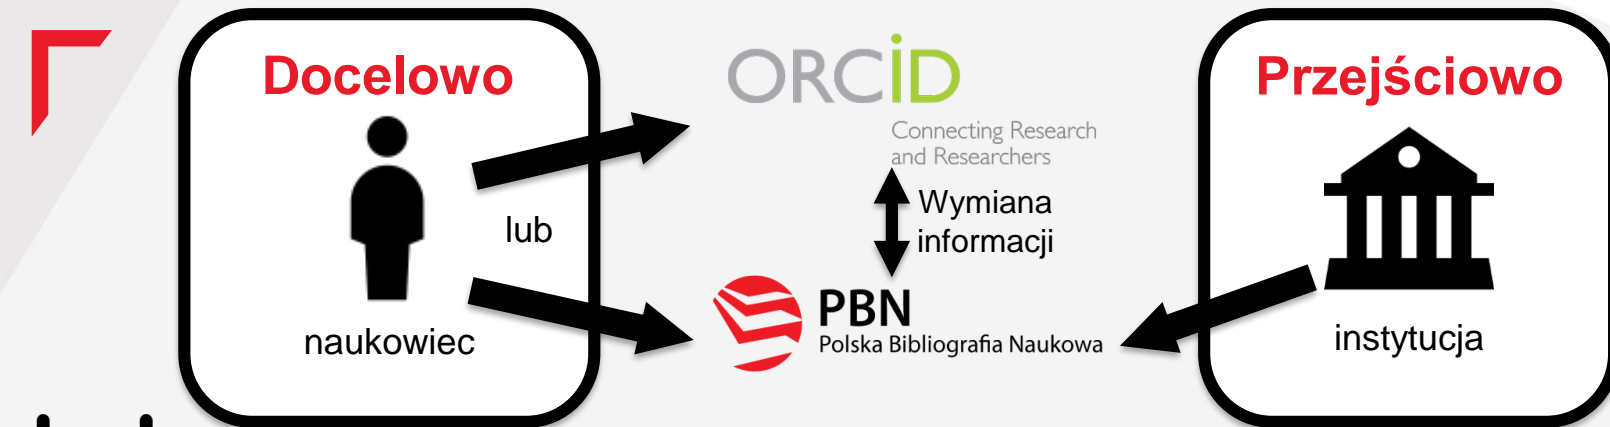 Docelowo
lub
naukowiec
ORCiD
Connecting Research
and Researchers
Wymiana
informacji
PBN
Polska Bibliografia Naukowa
Przejściowo
instytucja